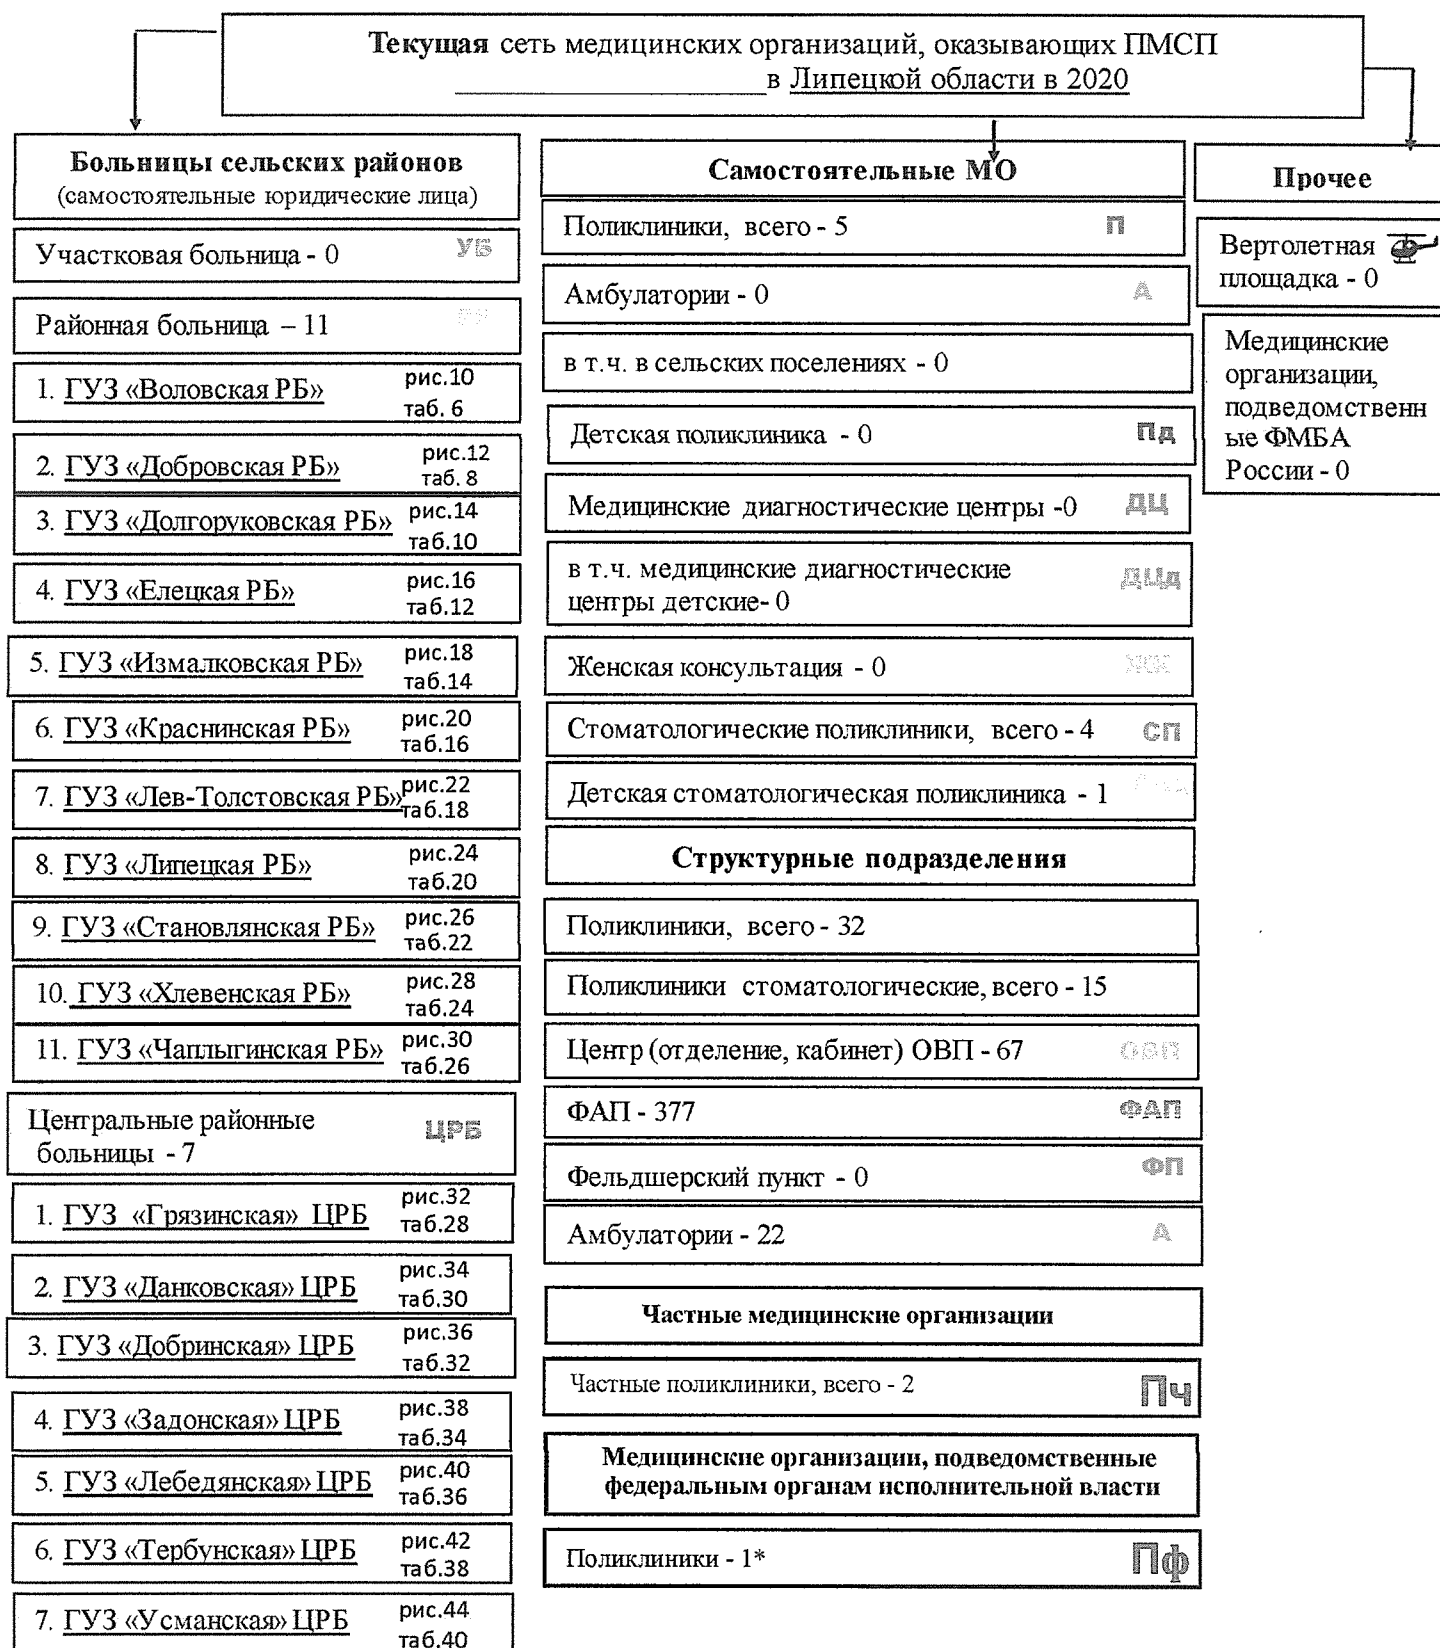 Текущая сеть медицинских организаций, оказывающих ПМСП
в Липецкой области в 2020
Больницы сельских районов
(самостоятельные юридические лица)
Участковая больница - 0 УБ
Районная больница – 11
1. ГУЗ «Воловская РБ» рис.10
таб. 6
2. ГУЗ «Добровская РБ» рис.12
таб. 8
3. ГУЗ «Долгоруковская РБ» рис.14
таб.10
4. ГУЗ «Елецкая РБ» рис.16
таб.12
5. ГУЗ «Измалковская РБ» рис.18
таб.14
6. ГУЗ «Краснинская РБ» рис.20
таб.16
7. ГУЗ «Лев-Толстовская РБ» рис.22
таб.18
8. ГУЗ «Липецкая РБ» рис.24
таб.20
9. ГУЗ «Становлянская РБ» рис.26
таб.22
10. ГУЗ «Хлевенская РБ» рис.28
таб.24
11. ГУЗ «Чаплыгинская РБ» рис.30
таб.26
Центральные районные
больницы - 7 ЦРБ
1. ГУЗ «Грязинская» ЦРБ рис.32
таб.28
2. ГУЗ «Данковская» ЦРБ рис.34
таб.30
3. ГУЗ «Добринская» ЦРБ рис.36
таб.32
4. ГУЗ «Задонская» ЦРБ рис.38
таб.34
5. ГУЗ «Лебедянская» ЦРБ рис.40
таб.36
6. ГУЗ «Тербунская» ЦРБ рис.42
таб.38
7. ГУЗ «Усманская» ЦРБ рис.44
таб.40
Самостоятельные МО
Поликлиники, всего - 5 П
Амбулатории - 0 А
в т.ч. в сельских поселениях - 0
Детская поликлиника - 0 Пд
Медицинские диагностические центры -0 ДЦ
в т.ч. медицинские диагностические
центры детские- 0 ДЦд
Женская консультация - 0 ЖК
Стоматологические поликлиники, всего - 4 СП
Детская стоматологическая поликлиника - 1
Структурные подразделения
Поликлиники, всего - 32
Поликлиники стоматологические, всего - 15
Центр (отделение, кабинет) ОВП - 67 ОВП
ФАП - 377 ФАП
Фельдшерский пункт - 0 ФП
Амбулатории - 22 А
Частные медицинские организации
Частные поликлиники, всего - 2 Пч
Медицинские организации, подведомственные
федеральным органам исполнительной власти
Поликлиники - 1* Пф
Прочее
Вертолетная
площадка - 0
Медицинские
организации,
подведомственн
ые ФМБА
России - 0